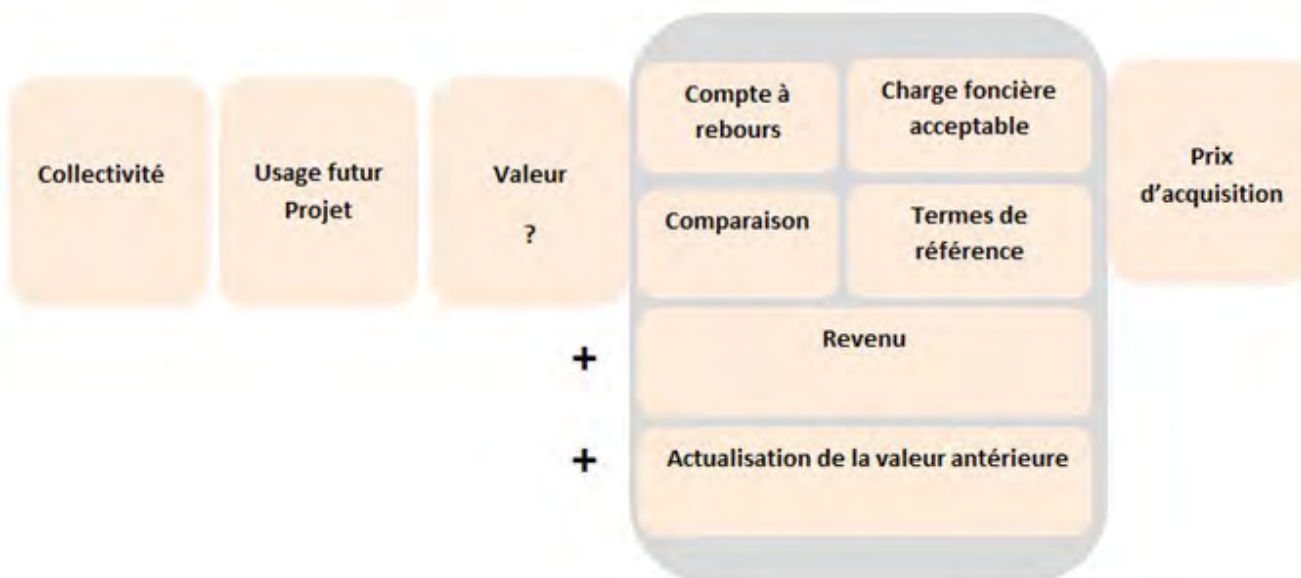 Collectivité
Usage futur
Projet
Valeur
?
Compte à
rebours
Charge foncière
acceptable
Comparaison
Termes de
référence
+
Revenu
+
Actualisation de la valeur antérieure
Prix
d'acquisition